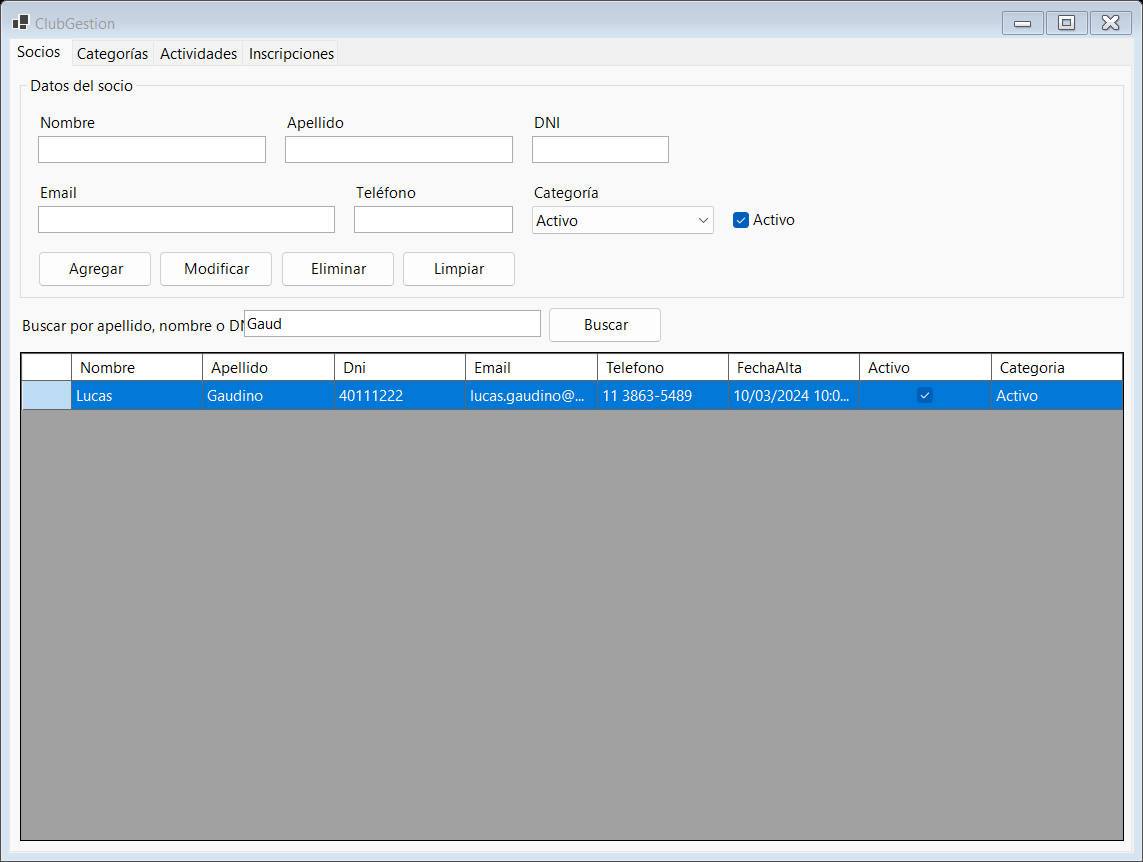 ClubGestion
Socios Categorías Actividades Inscripciones
Datos del socio
Nombre Apellido DNI
Email Teléfono Categoría
Activo Activo
Agregar Modificar Eliminar Limpiar
Buscar por apellido, nombre o Gaud Buscar
Nombre Apellido Dni Email Telefono FechaAlta Activo Categoria
Lucas Gaudino 40111222 lucas.gaudino@... 11 3863-5489 10/03/2024 10:0... Activo